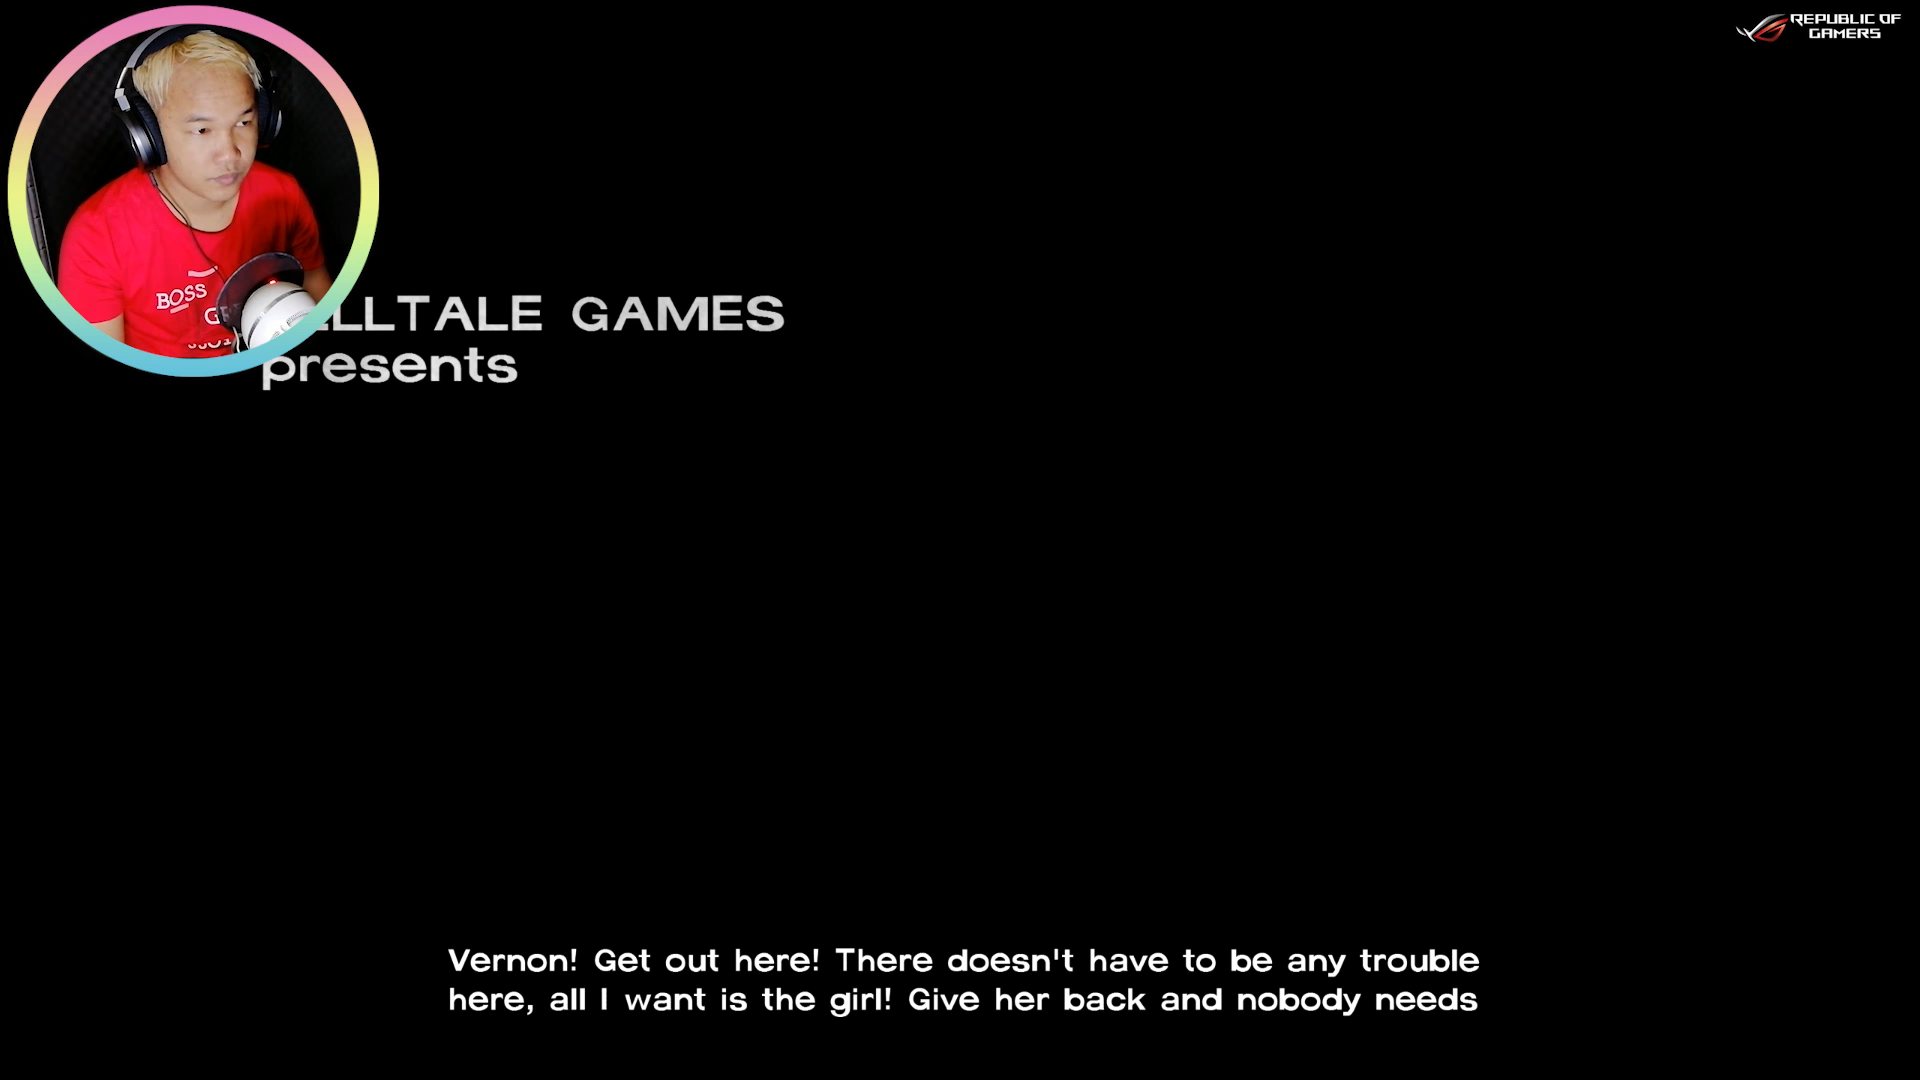 REPUBLIC OF
GAMERS
BOSS
ELLTALE GAMES
presents
Vernon! Get out here! There doesn't have to be any trouble
here, all I want is the girl! Give her back and nobody needs